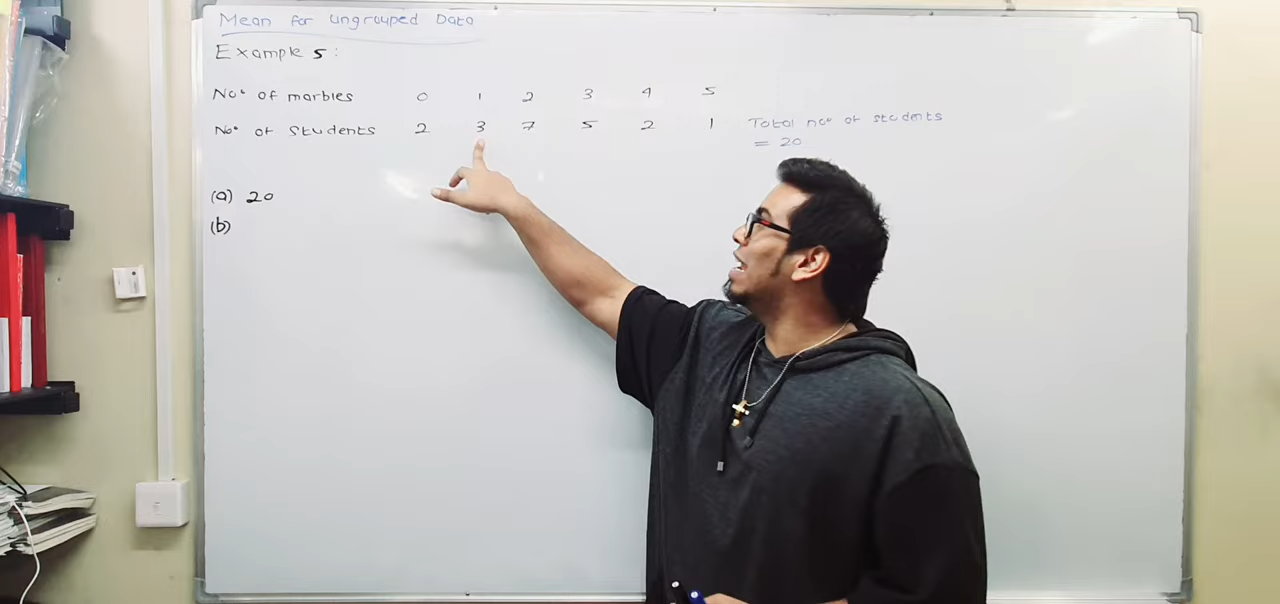 Mean for ungrouped Data
Example 5:
No. of marbles 0 1 2 3 4 5
No. of Students 2 3 7 5 2 1 Total no. of students
= 20
(a) 20
(b)